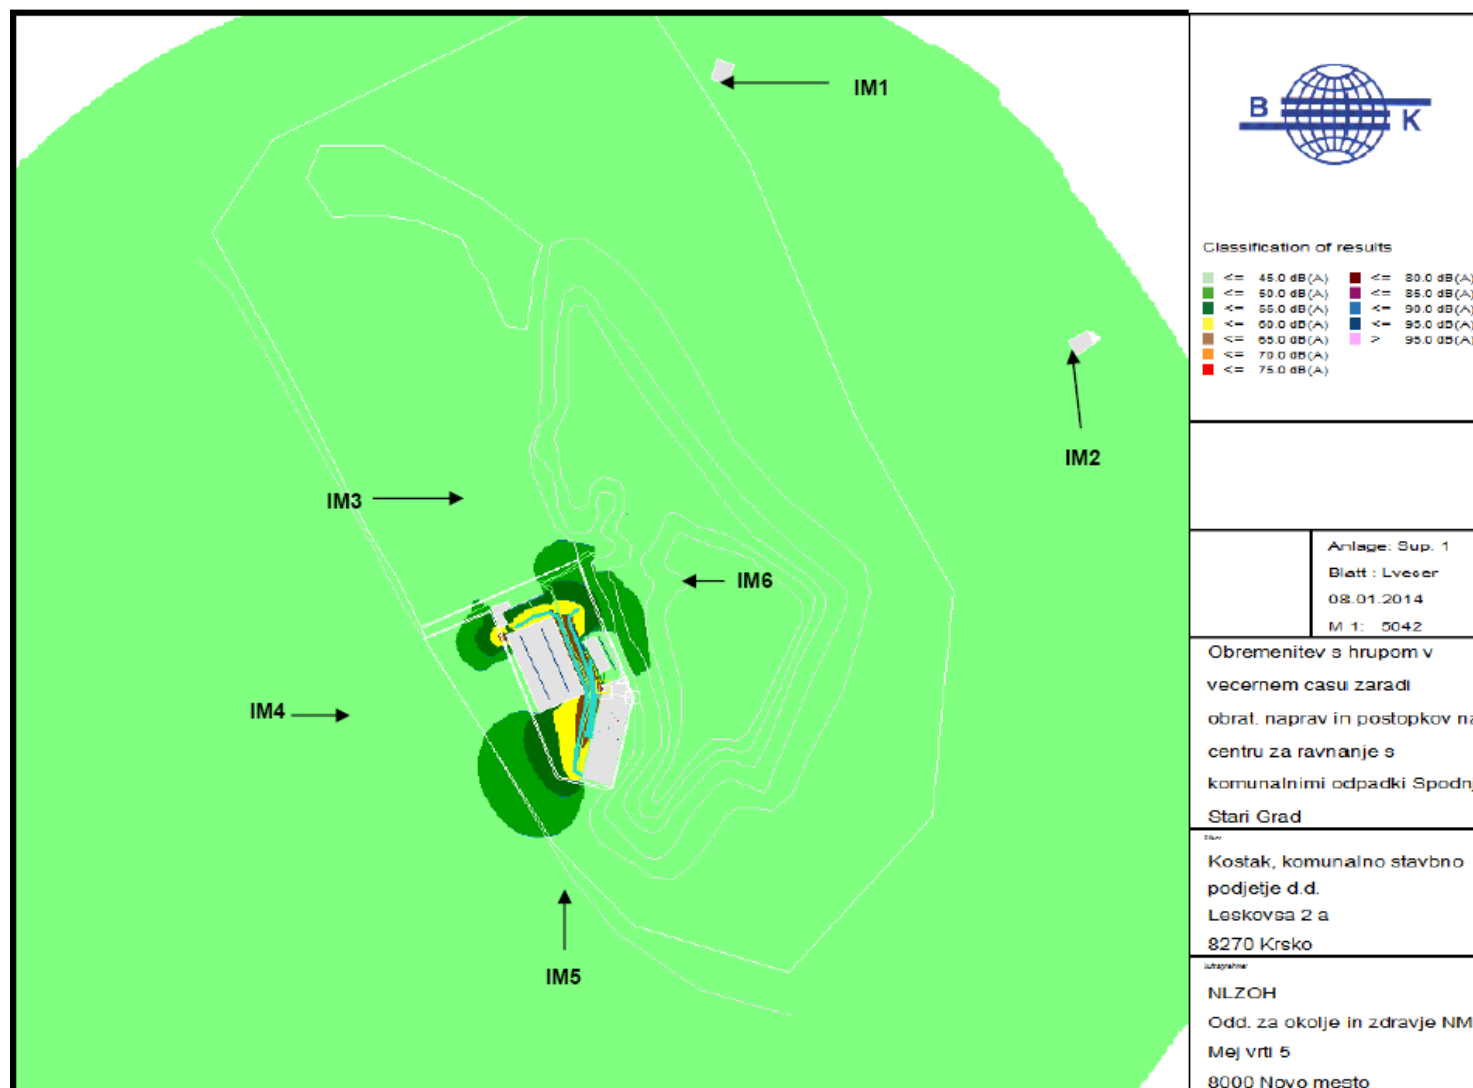 IM1
IM2
IM3
IM6
IM4
IM5
B K
Classification of results
<= 45.0 dB(A)
<= 50.0 dB(A)
<= 55.0 dB(A)
<= 60.0 dB(A)
<= 65.0 dB(A)
<= 70.0 dB(A)
<= 75.0 dB(A)
<= 80.0 dB(A)
<= 85.0 dB(A)
<= 90.0 dB(A)
<= 95.0 dB(A)
> 95.0 dB(A)
Anlage: Sup. 1
Blatt : Lvecer
08.01.2014
M 1: 5042
Obremenitev s hrupom v
vecernem casu zaradi
obrat. naprav in postopkov na
centru za ravnanje s
komunalnimi odpadki Spodnj
Stari Grad
Kostak, komunalno stavbno
podjetje d.d.
Leskovsa 2 a
8270 Krsko
NLZOH
Odd. za okolje in zdravje NM
Mej vrti 5
8000 Novo mesto